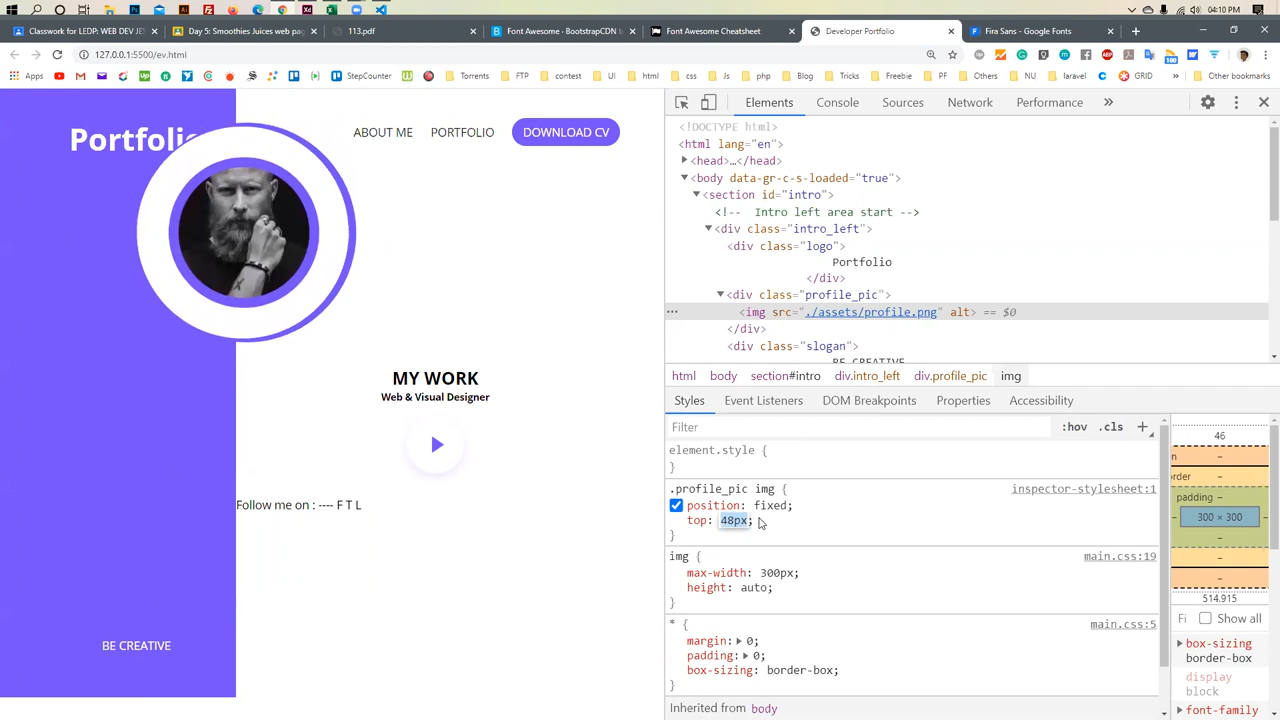 04:10 PM
Classwork for LEDP: WEB DEV JE
Day 5: Smoothies Juices web pag
113.pdf
Font Awesome - BootstrapCDN b
Font Awesome Cheatsheet
Developer Portfolio
Fira Sans - Google Fonts
127.0.0.1:5500/ev.html
Apps
StepCounter
Torrents
FTP
contest
UI
html
css
Js
php
Blog
Tricks
Freebie
PF
Others
NU
laravel
GRID
Other bookmarks
Portfolio
ABOUT ME
PORTFOLIO
DOWNLOAD CV
MY WORK
Web & Visual Designer
Follow me on : ---- F T L
BE CREATIVE
Elements
Console
Sources
Network
Performance
<!DOCTYPE html>
<html lang="en">
<head>…</head>
<body data-gr-c-s-loaded="true">
<section id="intro">
<!--  Intro left area start -->
<div class="intro_left">
<div class="logo">
Portfolio
</div>
<div class="profile_pic">
<img src="./assets/profile.png" alt> == $0
</div>
<div class="slogan">
BE CREATIVE
html
body
section#intro
div.intro_left
div.profile_pic
img
Styles
Event Listeners
DOM Breakpoints
Properties
Accessibility
Filter
:hov
.cls
element.style {
}
.profile_pic img {
inspector-stylesheet:1
position: fixed;
top: 48px;
}
img {
main.css:19
max-width: 300px;
height: auto;
}
* {
main.css:5
margin: 0;
padding: 0;
box-sizing: border-box;
}
Inherited from body
46
padding
300 × 300
514.915
Fi
Show all
box-sizing
border-box
display
block
font-family